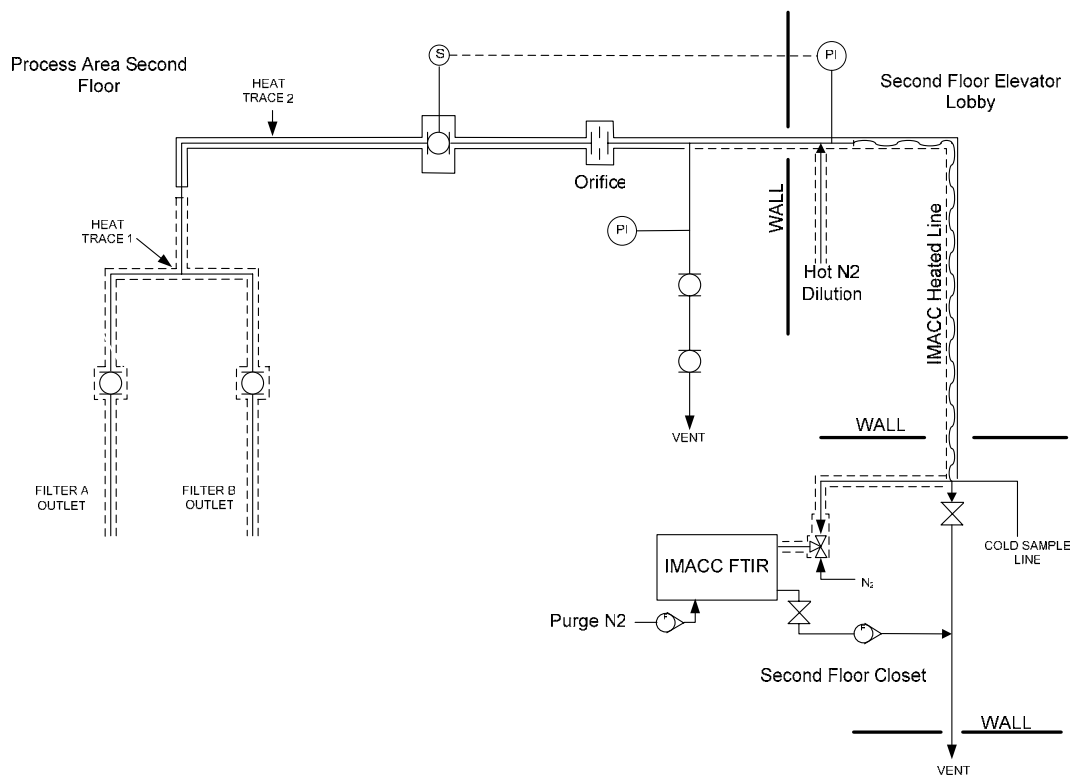 Process Area Second
Floor
HEAT
TRACE 2
S
PI
Second Floor Elevator
Lobby
Orifice
WALL
HEAT
TRACE 1
PI
Hot N2
Dilution
IMACC Heated Line
VENT
WALL
FILTER A
OUTLET
FILTER B
OUTLET
COLD SAMPLE
LINE
IMACC FTIR
N2
Purge N2
F
F
Second Floor Closet
WALL
VENT